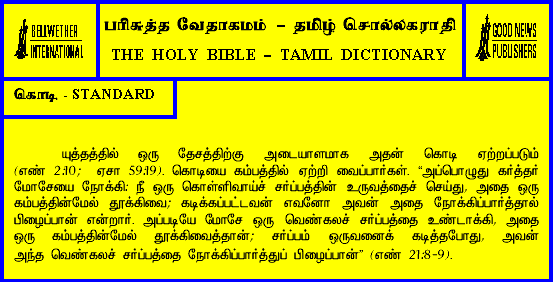 BELLWETHER
INTERNATIONAL
பரிசுத்த வேதாகமம் – தமிழ் சொல்லகராதி
THE HOLY BIBLE – TAMIL DICTIONARY
GOOD NEWS
PUBLISHERS
கொடி - STANDARD
யுத்தத்தில் ஒரு தேசத்திற்கு அடையாளமாக அதன் கொடி ஏற்றப்படும்
(எண் 2:10; ஏசா 59:19). கொடியை கம்பத்தில் ஏற்றி வைப்பார்கள். “அப்பொழுது கர்த்தர்
மோசேயை நோக்கி: நீ ஒரு கொள்ளிவாய்ச் சர்ப்பத்தின் உருவத்தைச் செய்து, அதை ஒரு
கம்பத்தின்மேல் தூக்கிவை; கடிக்கப்பட்டவன் எவனோ அவன் அதை நோக்கிப்பார்த்தால்
பிழைப்பான் என்றார். அப்படியே மோசே ஒரு வெண்கலச் சர்ப்பத்தை உண்டாக்கி, அதை
ஒரு கம்பத்தின்மேல் தூக்கிவைத்தான்; சர்ப்பம் ஒருவனைக் கடித்தபோது, அவன்
அந்த வெண்கலச் சர்ப்பத்தை நோக்கிப்பார்த்துப் பிழைப்பான்” (எண் 21:8-9).